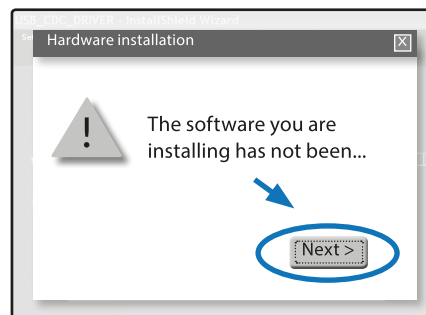 USB_CDC_DRIVER - InstallShield Wizard
Hardware installation
X
The software you are
installing has not been...
Next >